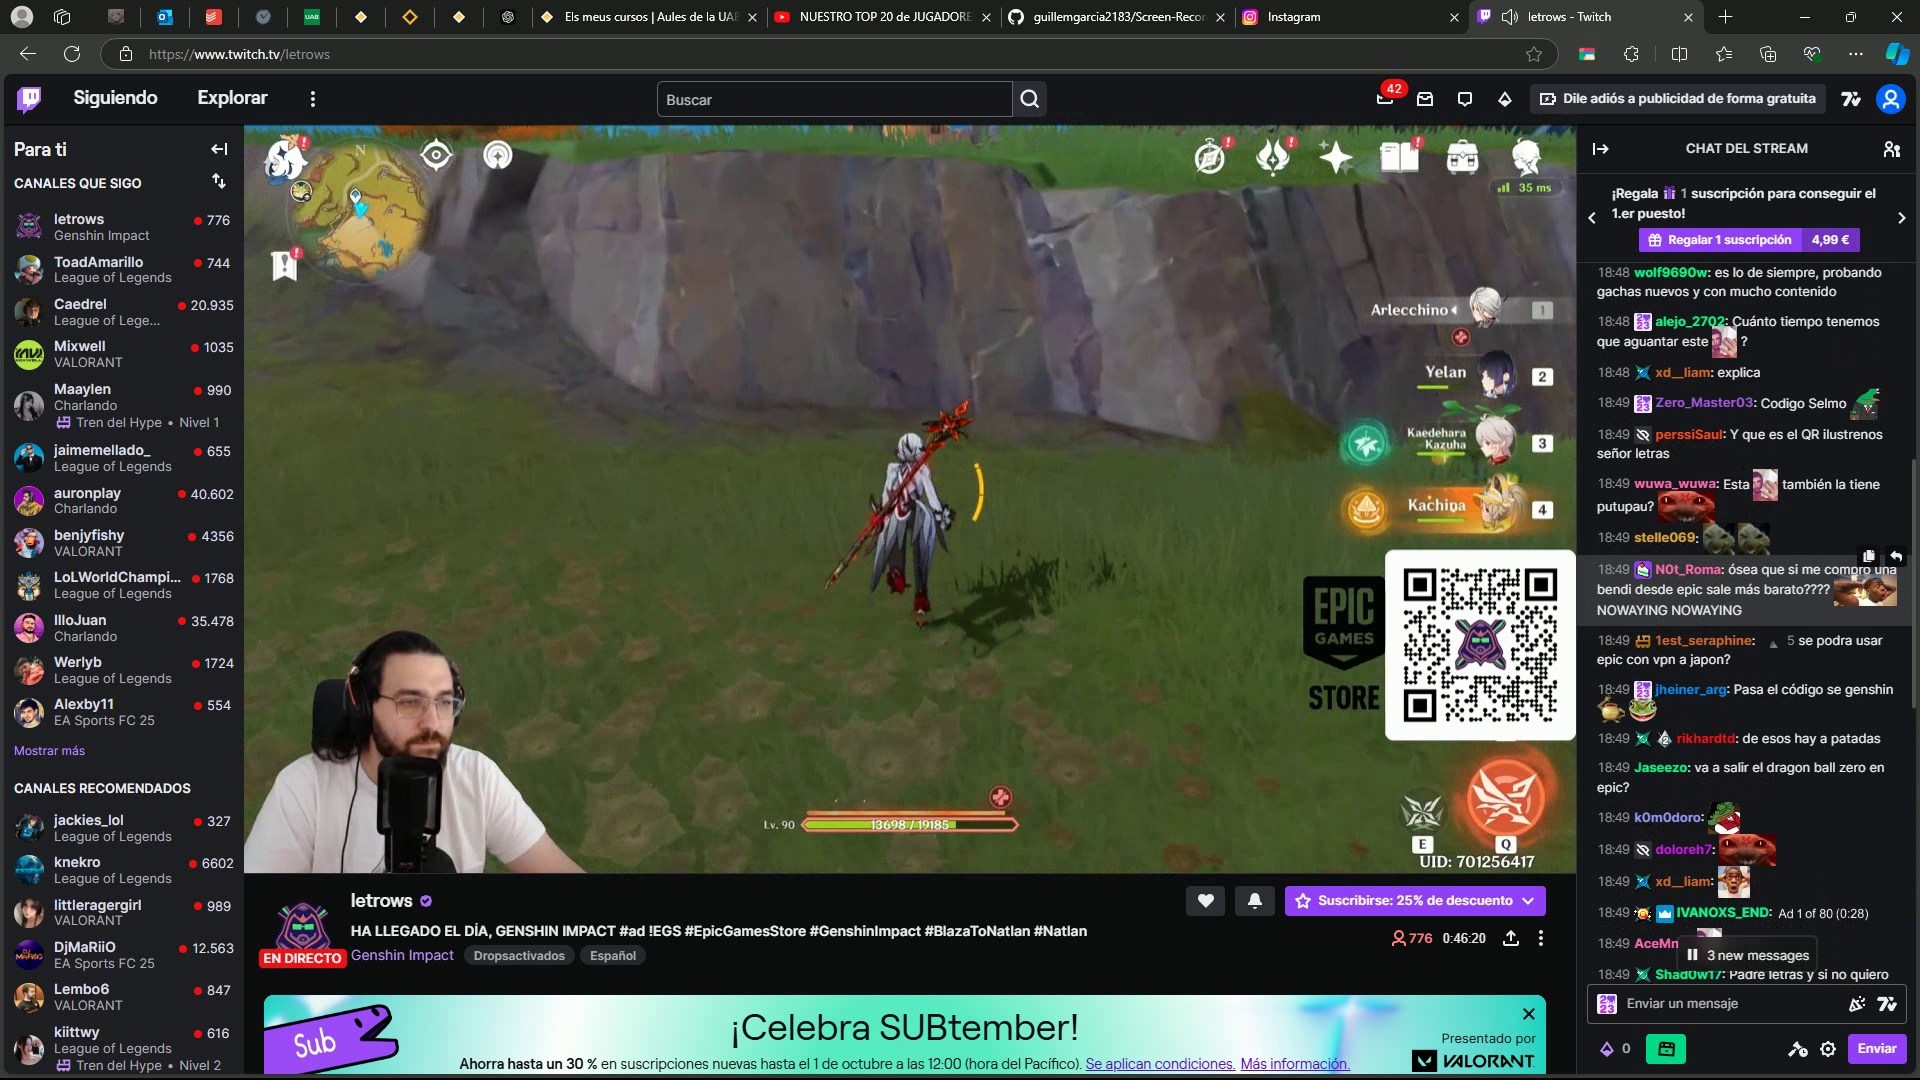 Els meus cursos | Aules de la UAB
NUESTRO TOP 20 de JUGADORE
guillemgarcia2183/Screen-Recor
Instagram
letrows - Twitch
https://www.twitch.tv/letrows
Siguiendo
Explorar
Buscar
42
Dile adiós a publicidad de forma gratuita
Para ti
CANALES QUE SIGO
letrows
776
Genshin Impact
ToadAmarillo
744
League of Legends
Caedrel
20.935
League of Lege...
Mixwell
1035
VALORANT
Maaylen
990
Charlando
Tren del Hype • Nivel 1
jaimemellado_
655
League of Legends
auronplay
40.602
Charlando
benjyfishy
4356
VALORANT
LoLWorldChampi...
1768
League of Legends
IlloJuan
35.478
Charlando
Werlyb
1724
League of Legends
Alexby11
554
EA Sports FC 25
Mostrar más
CANALES RECOMENDADOS
jackies_lol
327
League of Legends
knekro
6602
League of Legends
littleragergirl
989
VALORANT
DjMaRiiO
12.563
EA Sports FC 25
Lembo6
847
VALORANT
kiittwy
616
League of Legends
Tren del Hype • Nivel 2
N
35 ms
Arlecchino
1
Yelan
2
Kaedehara
Kazuha
3
Kachina
4
EPIC
GAMES
STORE
Lv. 90
13698 / 19185
E
Q
UID: 701256417
letrows
Suscribirse: 25% de descuento
HA LLEGADO EL DÍA, GENSHIN IMPACT #ad !EGS #EpicGamesStore #GenshinImpact #BlazaToNatlan #Natlan
776
0:46:20
EN DIRECTO
Genshin Impact
Dropsactivados
Español
Sub
¡Celebra SUBtember!
Ahorra hasta un 30 % en suscripciones nuevas hasta el 1 de octubre a las 12:00 (hora del Pacífico). Se aplican condiciones. Más información.
Presentado por
VALORANT
CHAT DEL STREAM
¡Regala 1 suscripción para conseguir el
1.er puesto!
Regalar 1 suscripción
4,99 €
18:48 wolf9690w: es lo de siempre, probando
gachas nuevos y con mucho contenido
18:48 alejo_2702: Cuánto tiempo tenemos
que aguantar este ?
18:48 xd__liam: explica
18:49 Zero_Master03: Codigo Selmo
18:49 perssiSaul: Y que es el QR ilustrenos
señor letras
18:49 wuwa_wuwa: Esta también la tiene
putupau?
18:49 stelle069:
18:49 N0t_Roma: ósea que si me compro una
bendi desde epic sale más barato????
NOWAYING NOWAYING
18:49 1est_seraphine: 5 se podra usar
epic con vpn a japon?
18:49 jheiner_arg: Pasa el código se genshin
18:49 rikhardtd: de esos hay a patadas
18:49 Jaseezo: va a salir el dragon ball zero en
epic?
18:49 k0m0doro:
18:49 doloreh7:
18:49 xd__liam:
18:49 IVANOXS_END: Ad 1 of 80 (0:28)
18:49 AceMn
3 new messages
18:49 Shad0w17: Padre letras y si no quiero
Enviar un mensaje
0
Enviar